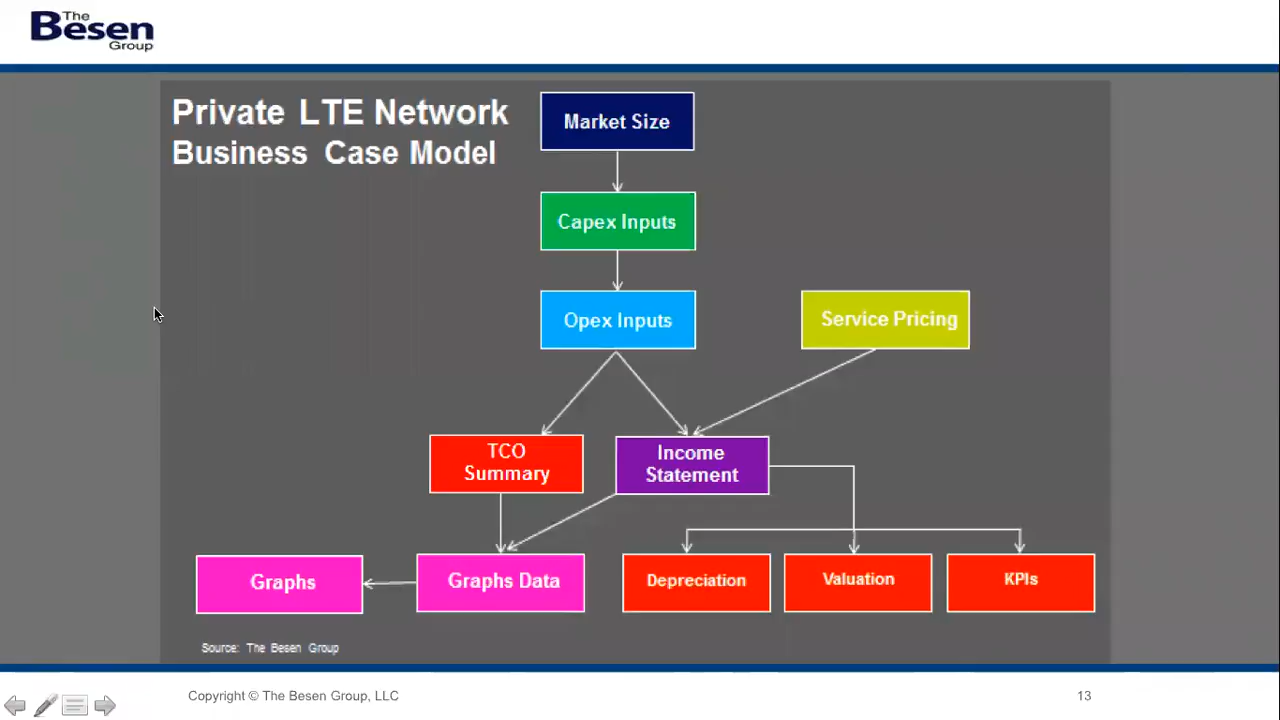 The
Besen
Group
Private LTE Network
Business Case Model
Market Size
Capex Inputs
Opex Inputs
Service Pricing
TCO
Summary
Income
Statement
Graphs
Graphs Data
Depreciation
Valuation
KPIs
Source: The Besen Group
Copyright © The Besen Group, LLC
13